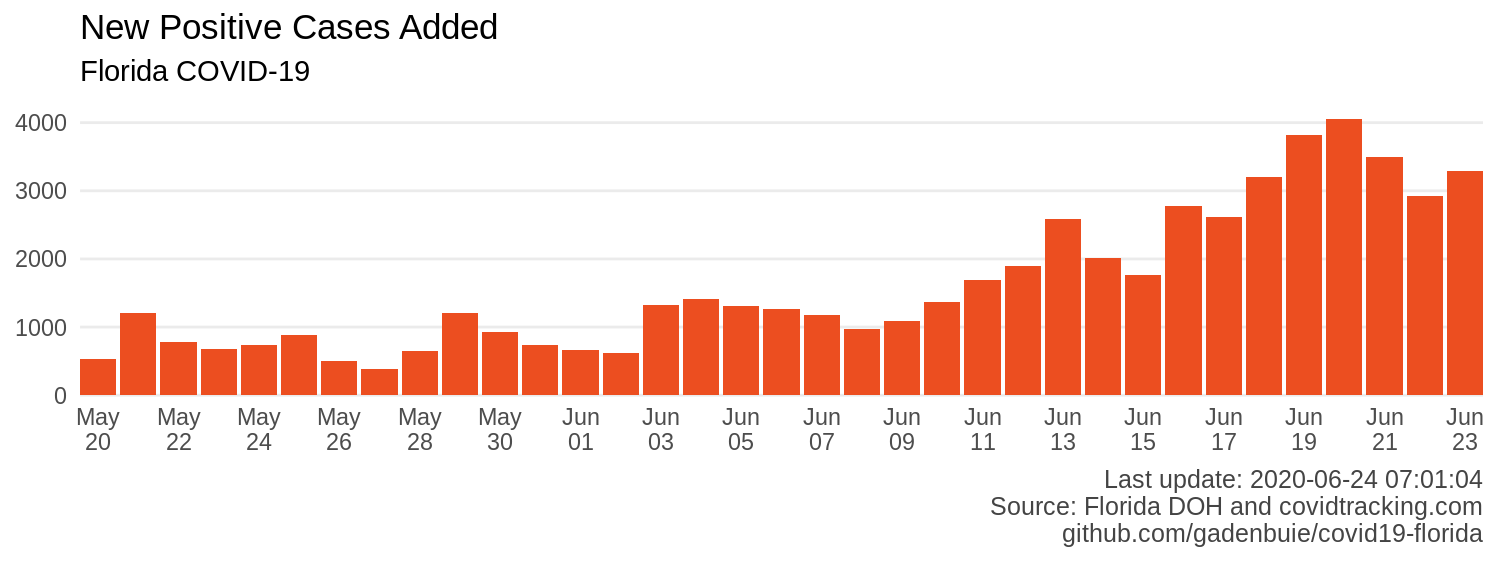 New Positive Cases Added
Florida COVID-19
4000
3000
2000
1000
0
May May May May May May Jun Jun Jun Jun Jun Jun Jun Jun Jun Jun Jun Jun
20 22 24 26 28 30 01 03 05 07 09 11 13 15 17 19 21 23
Last update: 2020-06-24 07:01:04
Source: Florida DOH and covidtracking.com
github.com/gadenbuie/covid19-florida